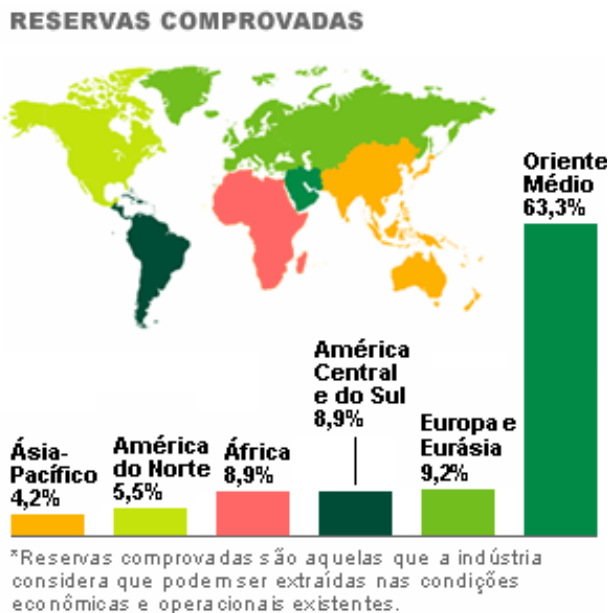 RESERVAS COMPROVADAS
Oriente
Médio
63,3%
América
Central
e do Sul
8,9%
Europa e
Eurásia
9,2%
África
8,9%
América
do Norte
5,5%
Ásia-
Pacífico
4,2%
*Reservas comprovadas são aquelas que a indústria
considera que podem ser extraídas nas condições
econômicas e operacionais existentes.